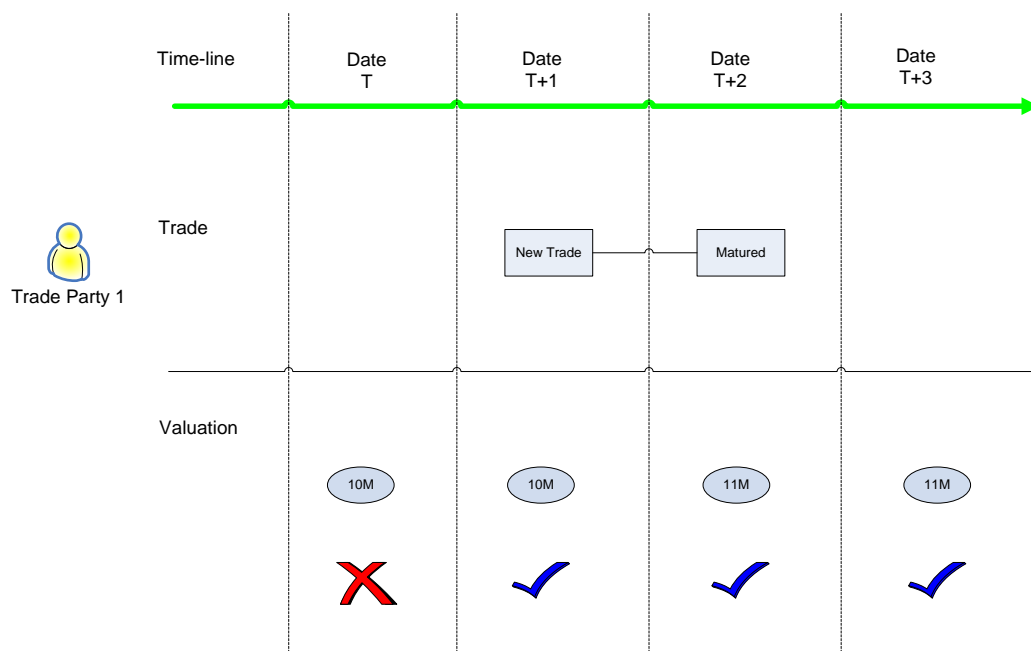 Time-line
Date
T
Date
T+1
Date
T+2
Date
T+3
Trade
New Trade
Matured
Trade Party 1
Valuation
10M
10M
11M
11M